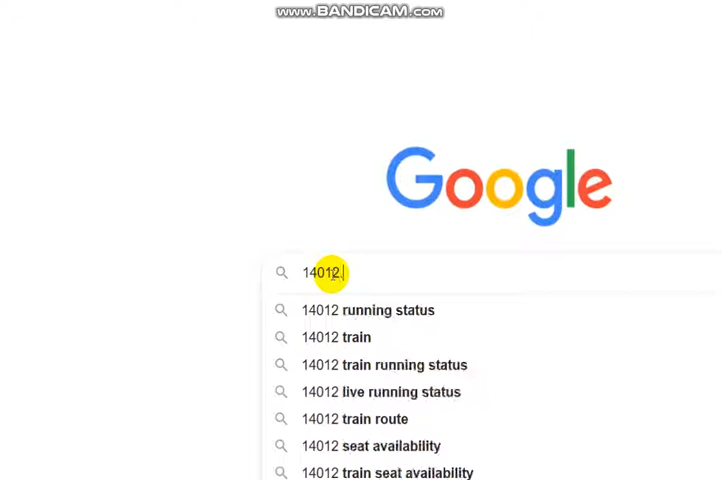 www.BANDICAM.com
Google
14012.
14012 running status
14012 train
14012 train running status
14012 live running status
14012 train route
14012 seat availability
14012 train seat availability